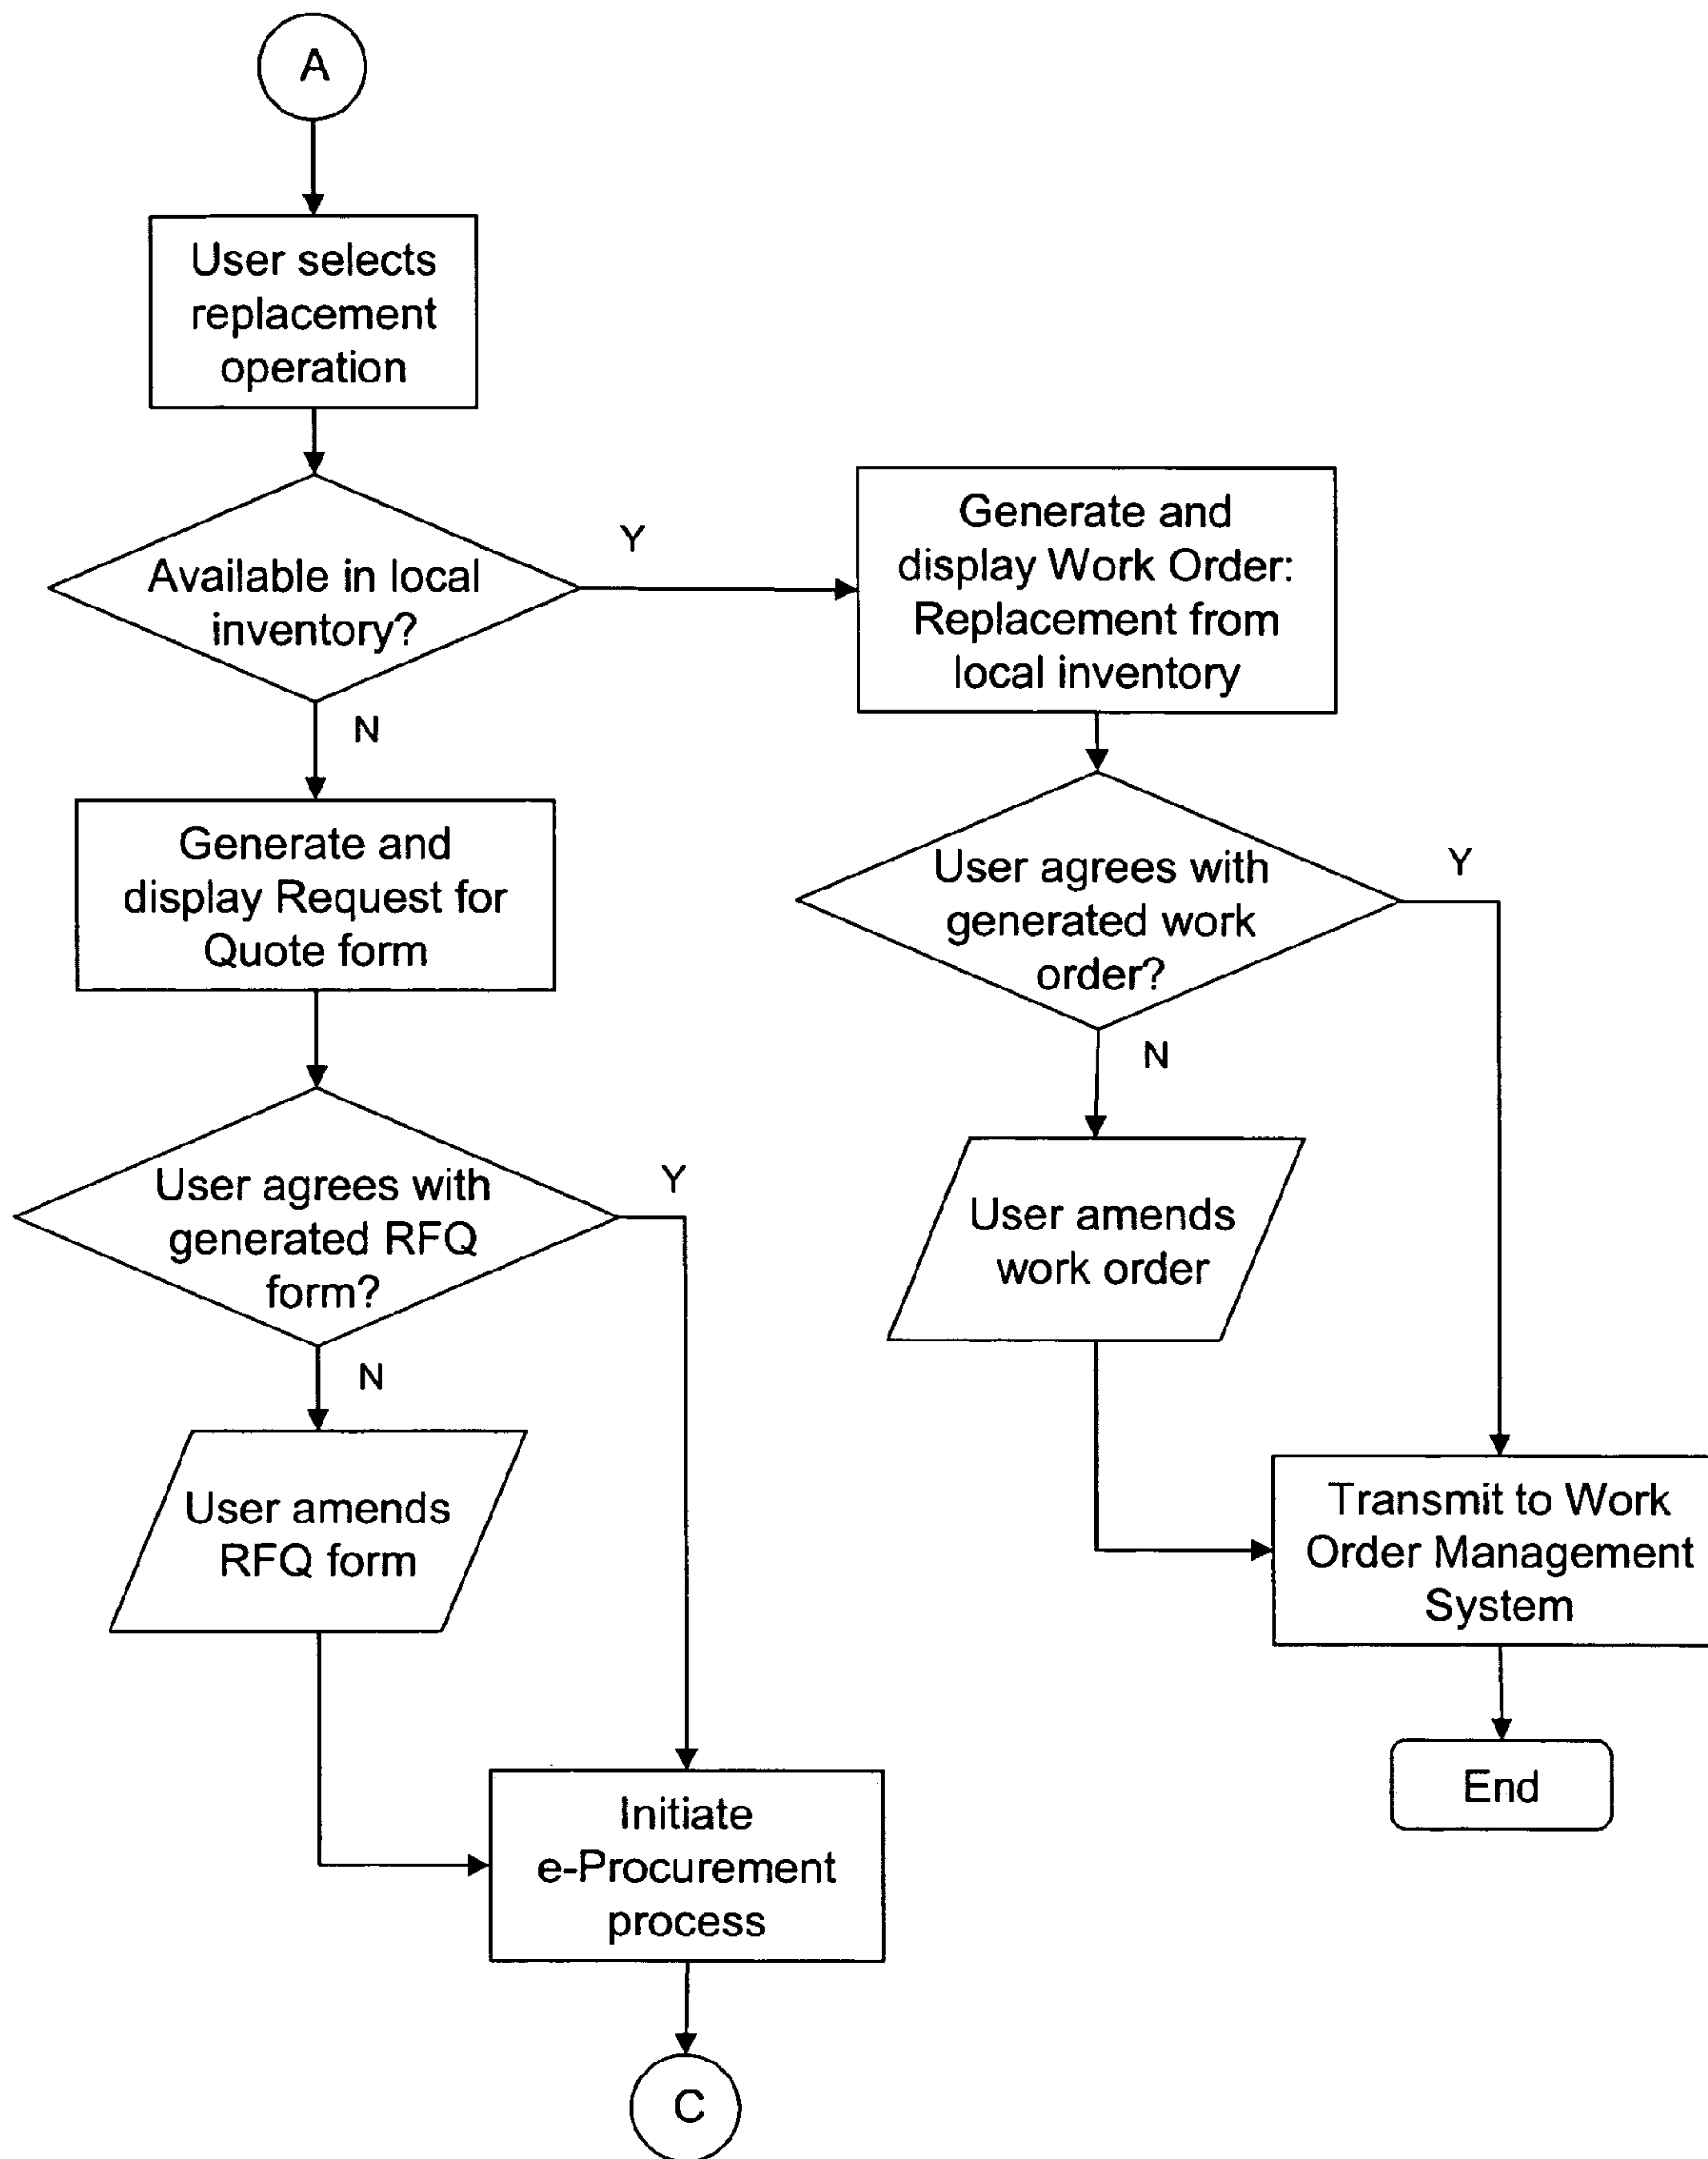 A
User selects
replacement
operation
Available in local
inventory?
Y
N
Generate and
display Work Order:
Replacement from
local inventory
Generate and
display Request for
Quote form
User agrees with
generated work
order?
Y
N
User agrees with
generated RFQ
form?
Y
N
User amends
work order
User amends
RFQ form
Transmit to Work
Order Management
System
End
Initiate
e-Procurement
process
C